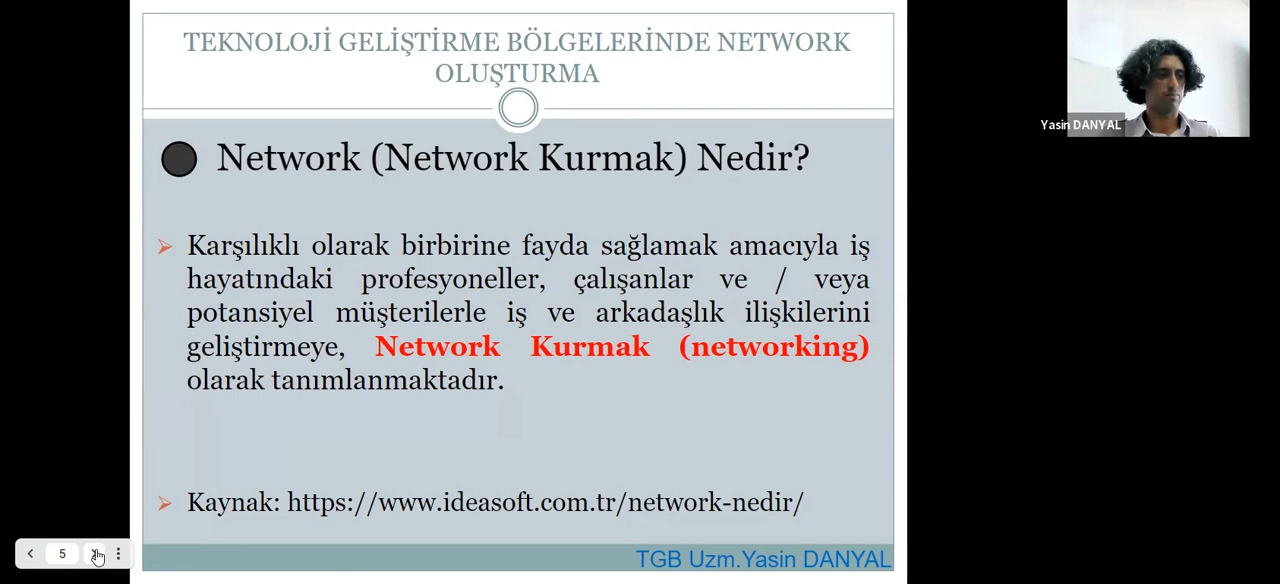 TEKNOLOJİ GELİŞTİRME BÖLGELERİNDE NETWORK
OLUŞTURMA
Network (Network Kurmak) Nedir?
Karşılıklı olarak birbirine fayda sağlamak amacıyla iş
hayatındaki profesyoneller, çalışanlar ve / veya
potansiyel müşterilerle iş ve arkadaşlık ilişkilerini
geliştirmeye, Network Kurmak (networking)
olarak tanımlanmaktadır.
Kaynak: https://www.ideasoft.com.tr/network-nedir/
TGB Uzm.Yasin DANYAL
5
Yasin DANYAL